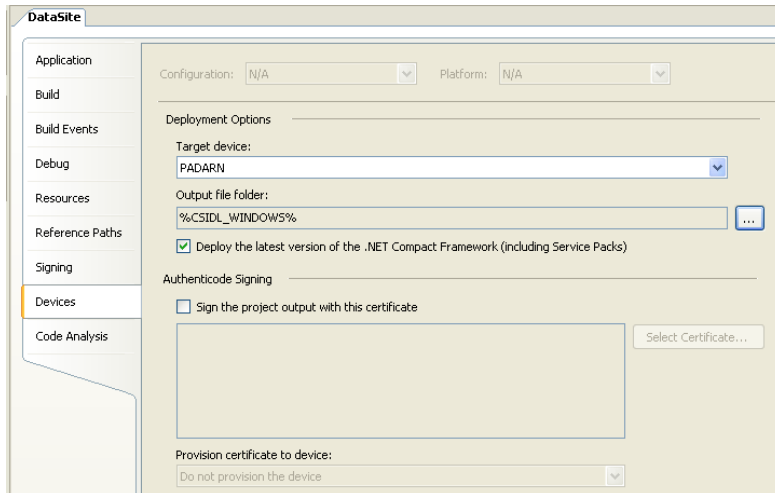 DataSite
Application
Build
Build Events
Debug
Resources
Reference Paths
Signing
Devices
Code Analysis
Configuration: N/A Platform: N/A
Deployment Options
Target device:
PADARN
Output file folder:
%CSIDL_WINDOWS%
...
Deploy the latest version of the .NET Compact Framework (including Service Packs)
Authenticode Signing
Sign the project output with this certificate
Select Certificate...
Provision certificate to device:
Do not provision the device